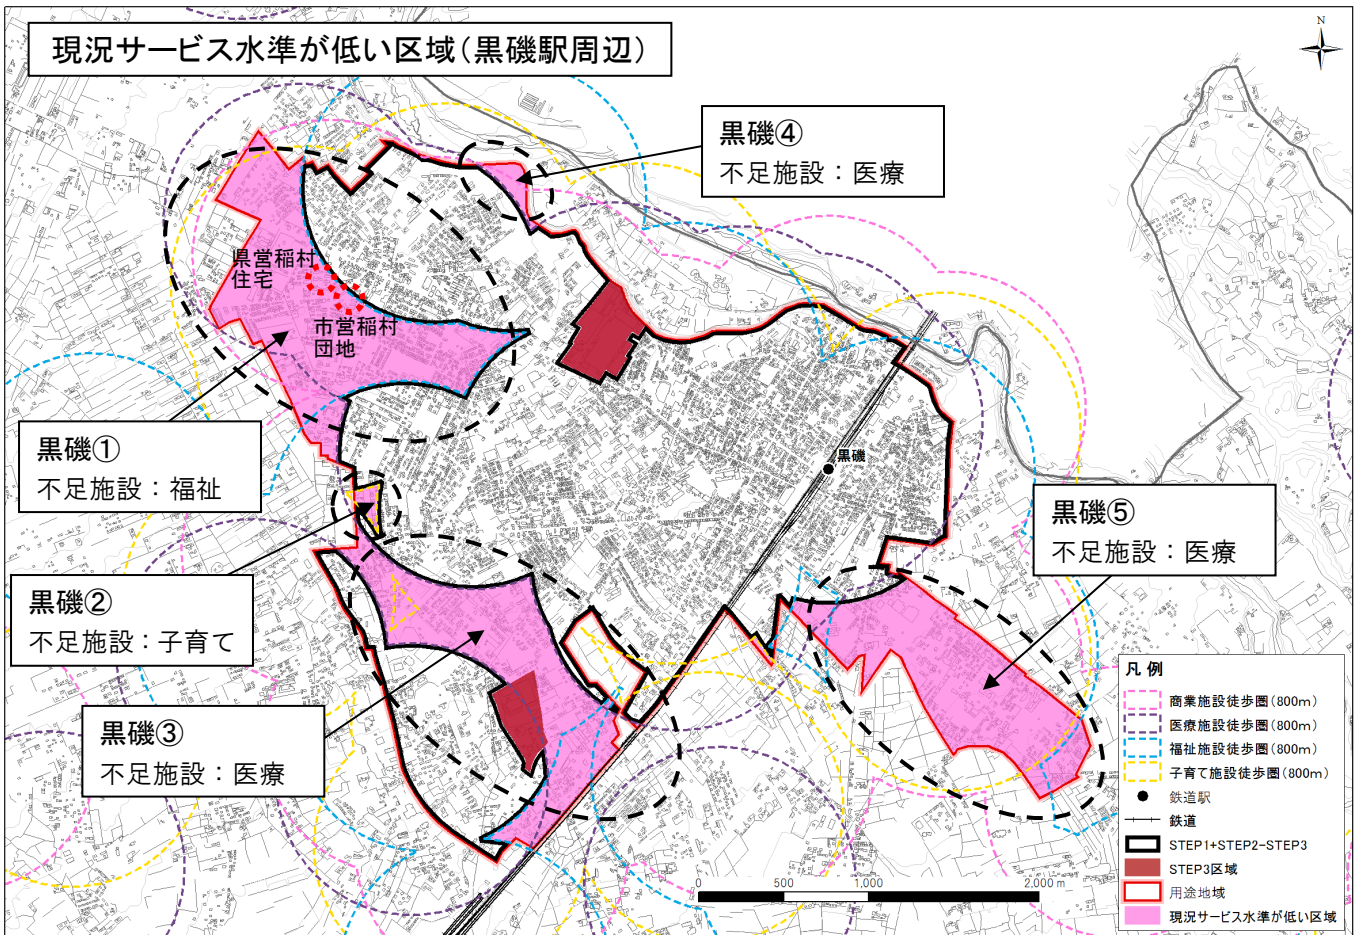 現況サービス水準が低い区域(黒磯駅周辺)
N
黒磯④
不足施設：医療
県営稲村
住宅
市営稲村
団地
黒磯①
不足施設：福祉
黒磯
黒磯⑤
不足施設：医療
黒磯②
不足施設：子育て
黒磯③
不足施設：医療
凡例
商業施設徒歩圏(800m)
医療施設徒歩圏(800m)
福祉施設徒歩圏(800m)
子育て施設徒歩圏(800m)
鉄道駅
鉄道
STEP1+STEP2-STEP3
STEP3区域
用途地域
現況サービス水準が低い区域
0 500 1,000 2,000 m